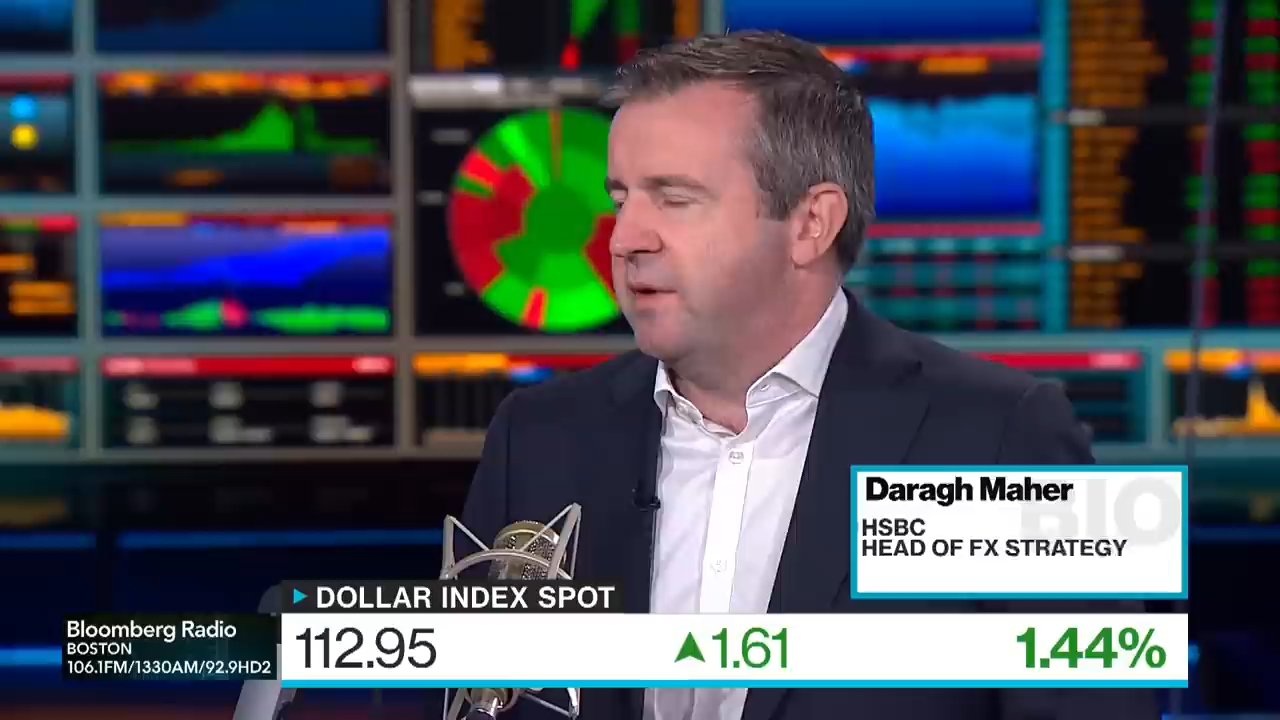 Daragh Maher
BIO
HSBC
HEAD OF FX STRATEGY
DOLLAR INDEX SPOT
Bloomberg Radio
BOSTON
106.1FM/1330AM/92.9HD2
112.95 ▲1.61 1.44%